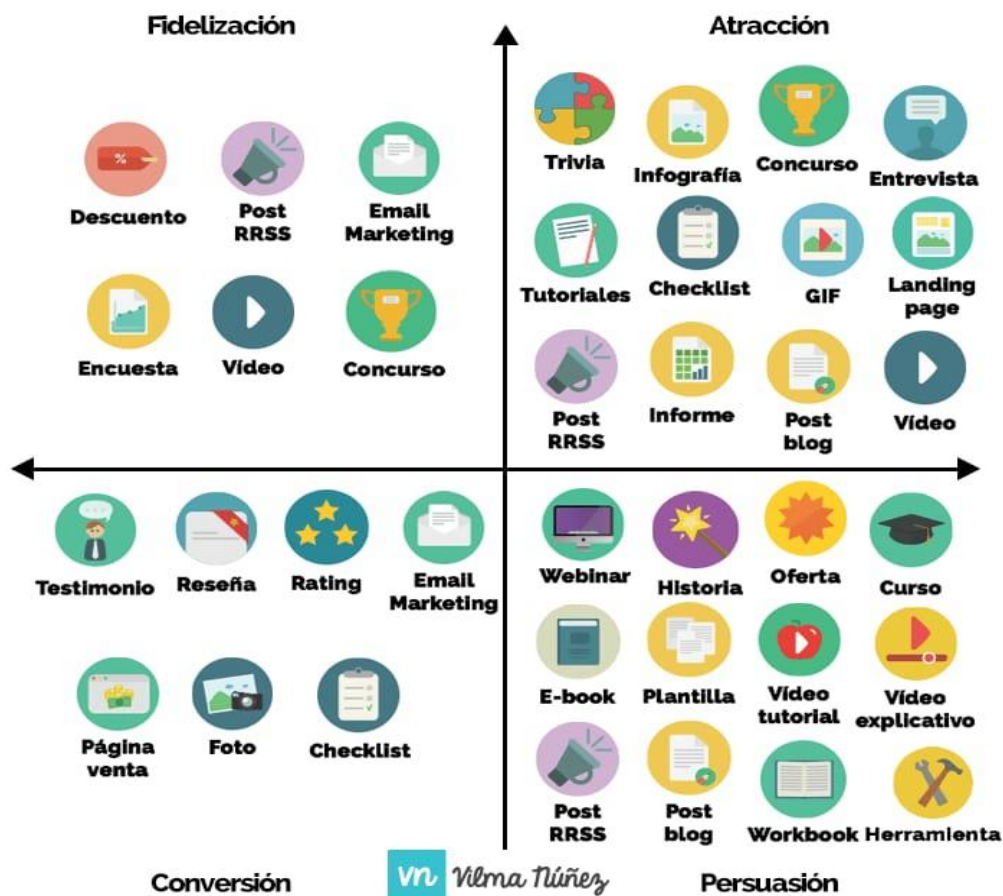 Fidelización
Atracción
%
Descuento
Post
RRSS
Email
Marketing
Encuesta
Vídeo
Concurso
Trivia
Infografía
Concurso
Entrevista
Tutoriales
Checklist
GIF
Landing
page
Post
RRSS
Informe
Post
blog
Vídeo
Testimonio
Reseña
Rating
Email
Marketing
Página
venta
Foto
Checklist
Webinar
Historia
Oferta
Curso
E-book
Plantilla
Vídeo
tutorial
Vídeo
explicativo
Post
RRSS
Post
blog
Workbook
Herramienta
Conversión
vn Vilma Núñez
Persuasión